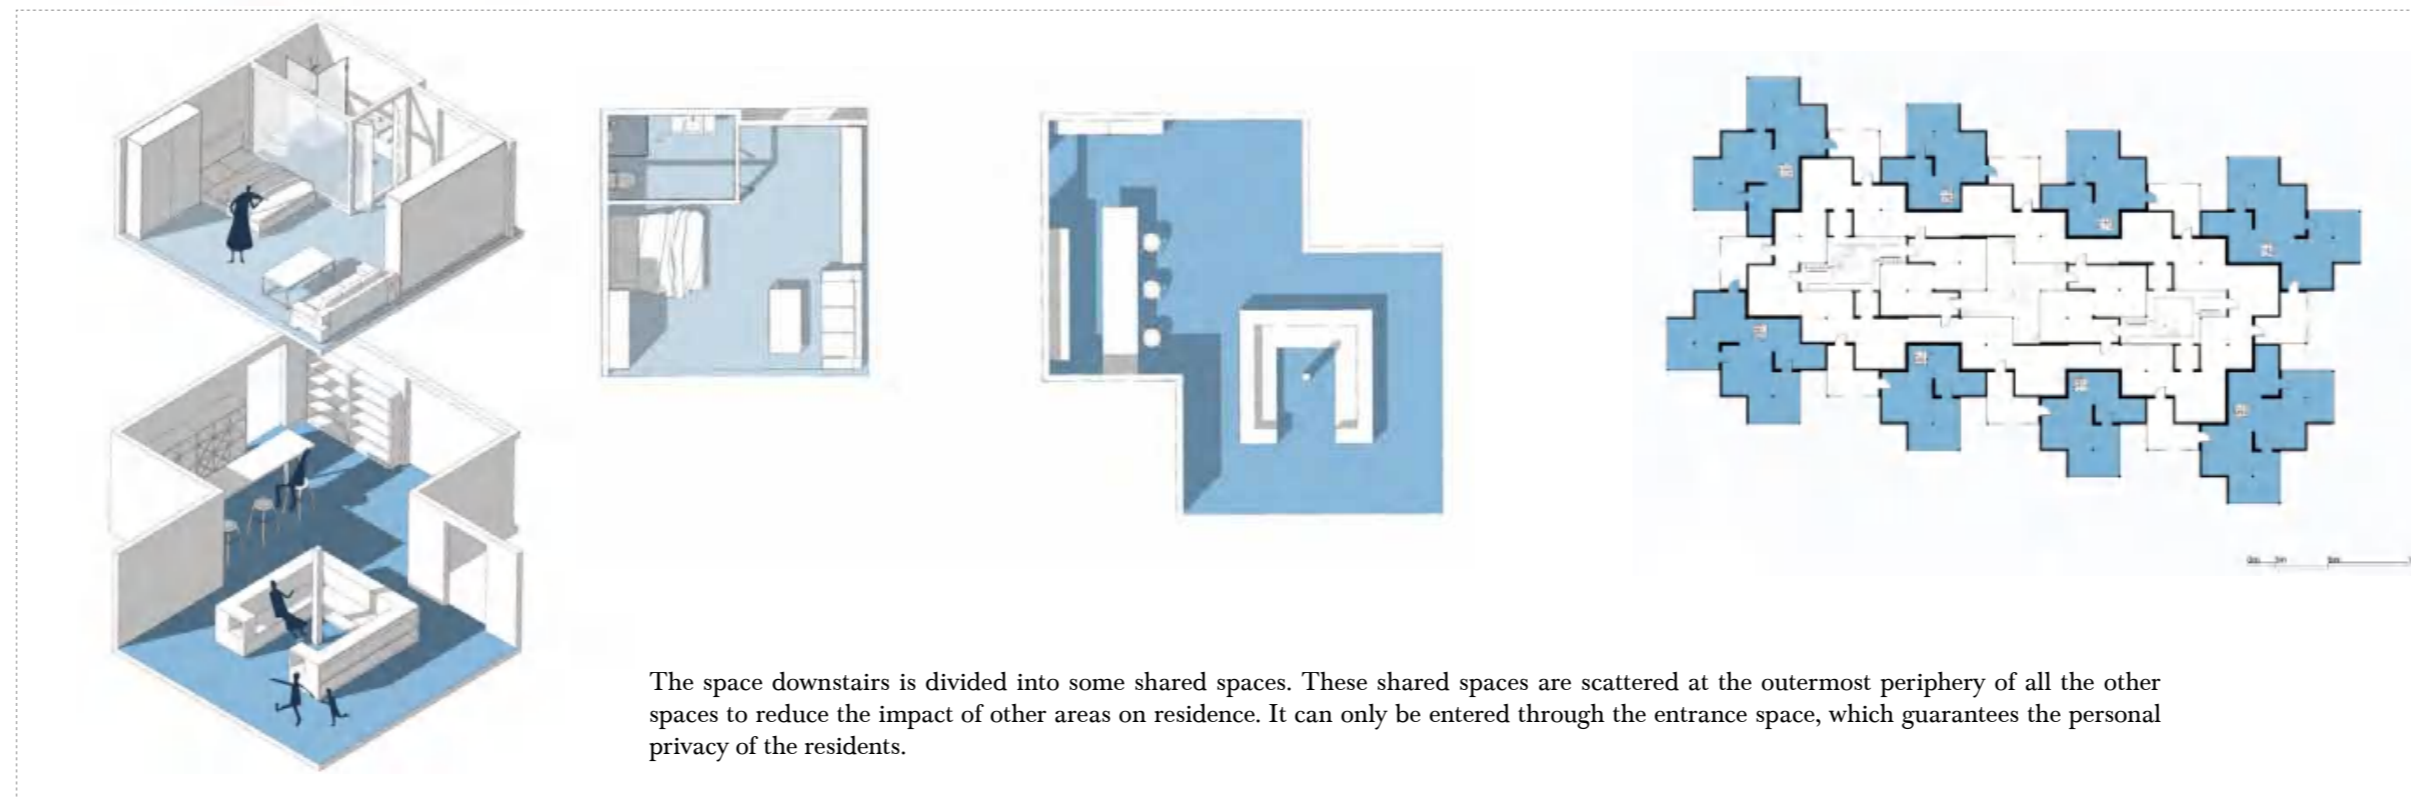 The space downstairs is divided into some shared spaces. These shared spaces are scattered at the outermost periphery of all the other
spaces to reduce the impact of other areas on residence. It can only be entered through the entrance space, which guarantees the personal
privacy of the residents.